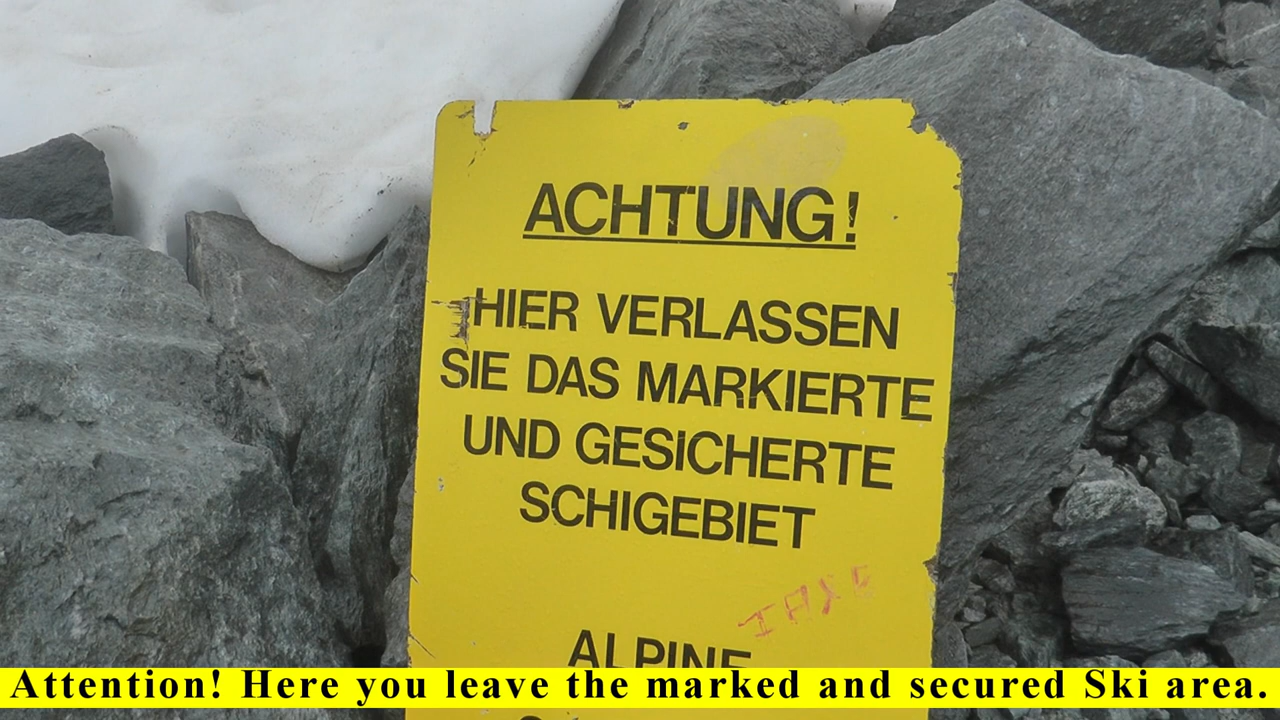 ACHTUNG!
HIER VERLASSEN
SIE DAS MARKIERTE
UND GESICHERTE
SCHIGEBIET
ALPINE
Attention! Here you leave the marked and secured Ski area.